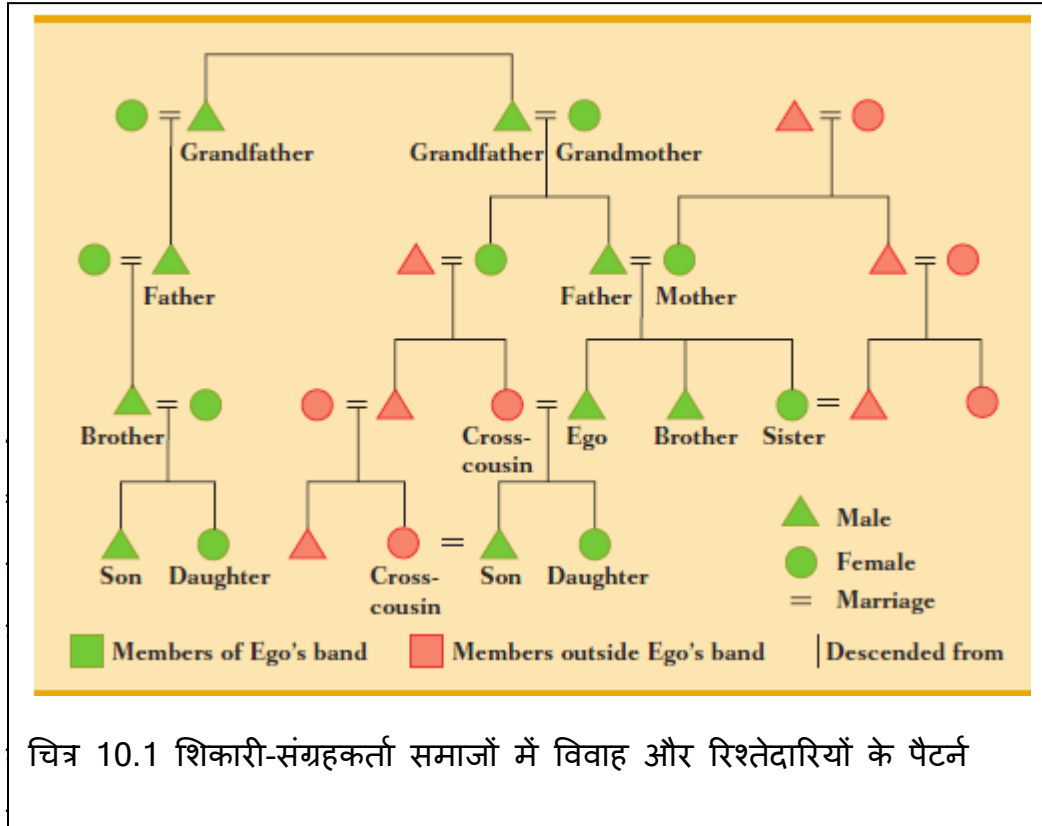 Grandfather Grandfather Grandmother
Father Father Mother
Brother Cross-cousin Ego Brother Sister
Son Daughter Cross-cousin Son Daughter
Male
Female
= Marriage
Members of Ego's band Members outside Ego's band Descended from
चित्र 10.1 शिकारी-संग्रहकर्ता समाजों में विवाह और रिश्तेदारियों के पैटर्न